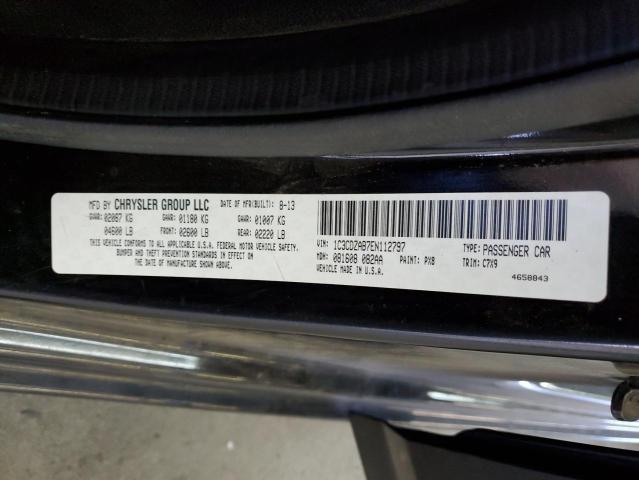 MFD BY CHRYSLER GROUP LLC DATE OF MFR(BUILT): 8-13
GVWR: 02087 KG GAWR: 01180 KG GAWR: 01007 KG
04600 LB FRONT: 02600 LB REAR: 02220 LB
THIS VEHICLE CONFORMS TO ALL APPLICABLE U.S.A. FEDERAL MOTOR VEHICLE SAFETY,
BUMPER AND THEFT PREVENTION STANDARDS IN EFFECT ON THE
DATE OF MANUFACTURE SHOWN ABOVE.
VIN: 1C3CDZAB7EN112797 TYPE: PASSENGER CAR
MDH: 081608 082AA PAINT: PX8 TRIM: C7X9
VEHICLE MADE IN U.S.A.
4658843